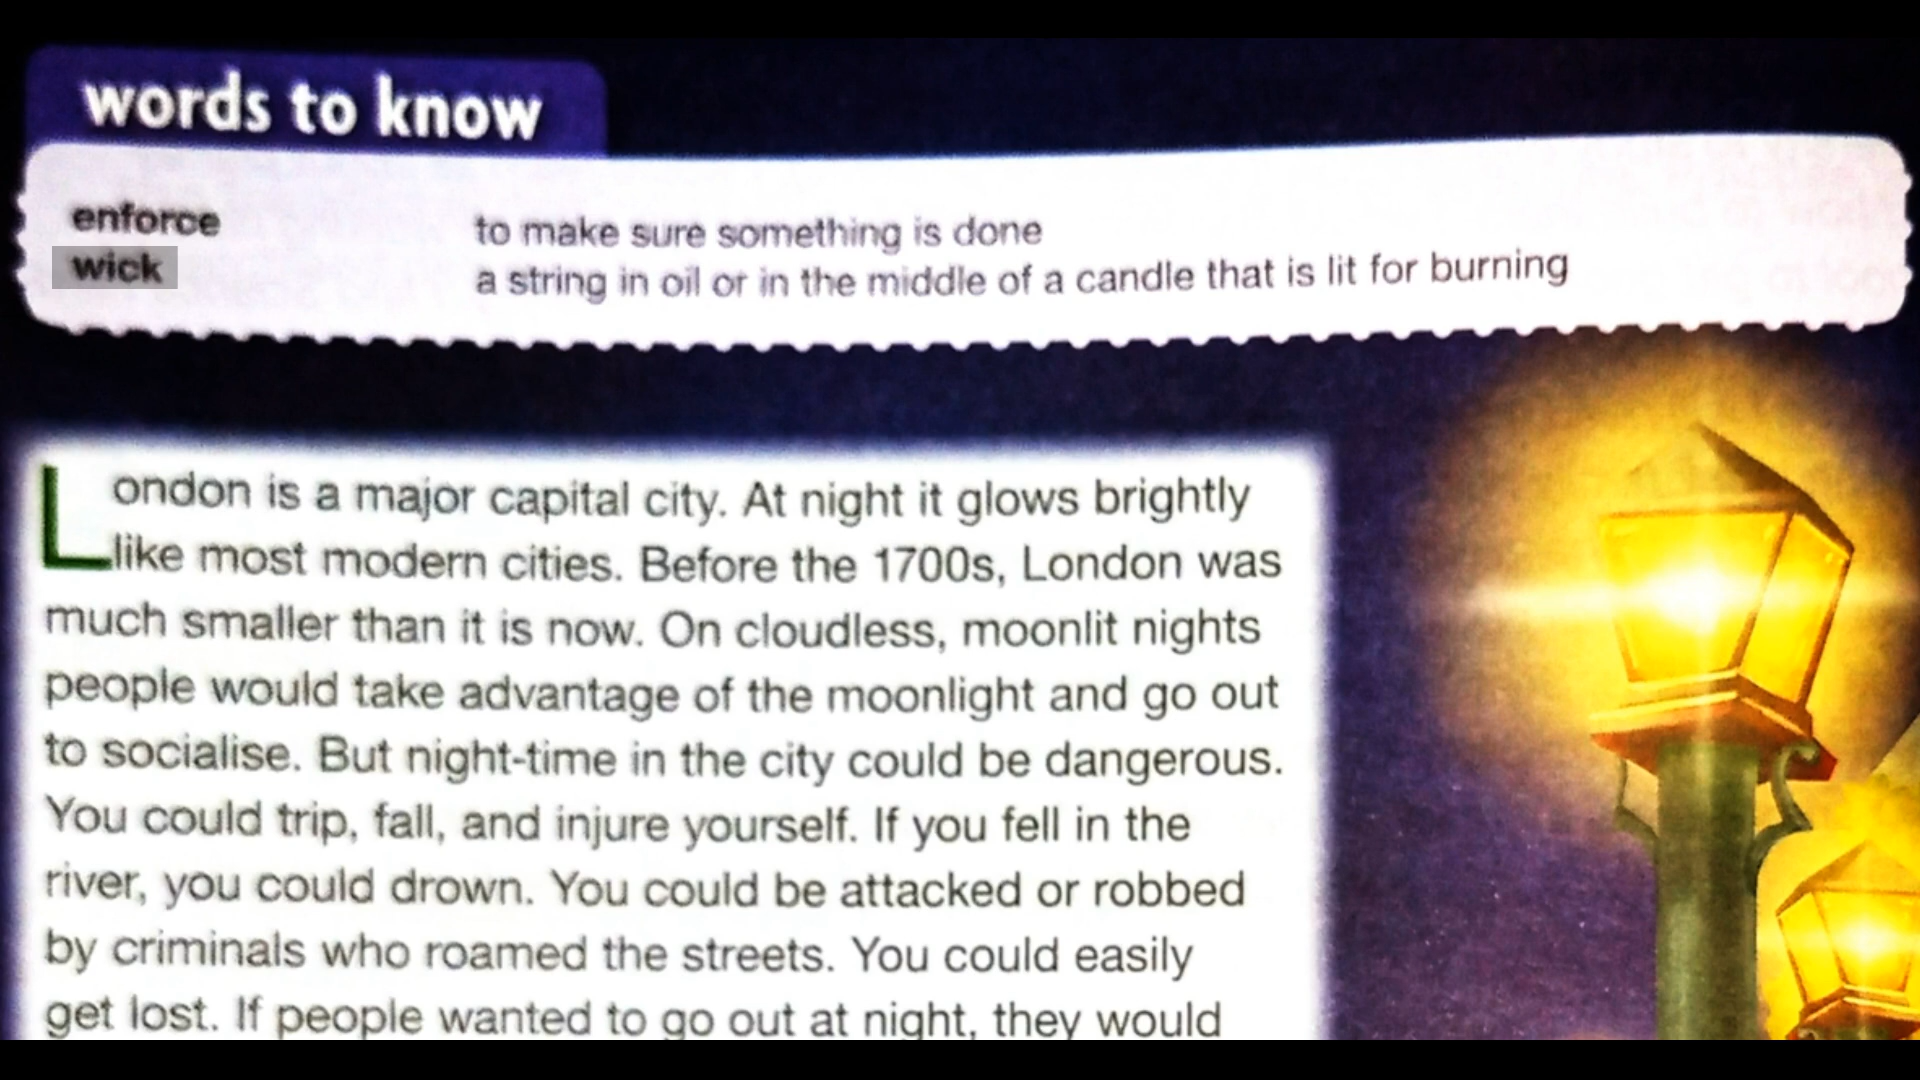 words to know
enforce to make sure something is done
wick a string in oil or in the middle of a candle that is lit for burning
London is a major capital city. At night it glows brightly
like most modern cities. Before the 1700s, London was
much smaller than it is now. On cloudless, moonlit nights
people would take advantage of the moonlight and go out
to socialise. But night-time in the city could be dangerous.
You could trip, fall, and injure yourself. If you fell in the
river, you could drown. You could be attacked or robbed
by criminals who roamed the streets. You could easily
get lost. If people wanted to go out at night, they would